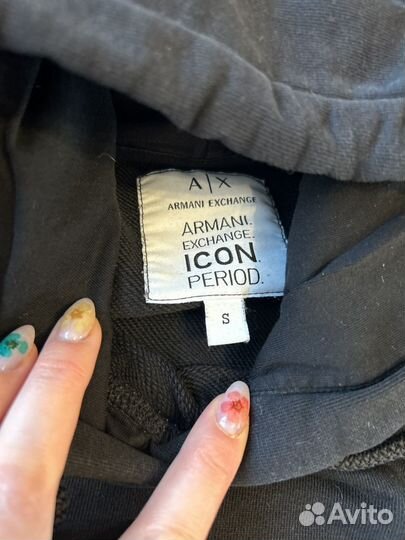 A|X
ARMANI EXCHANGE
ARMANI.
EXCHANGE.
ICON.
PERIOD.
S
Avito